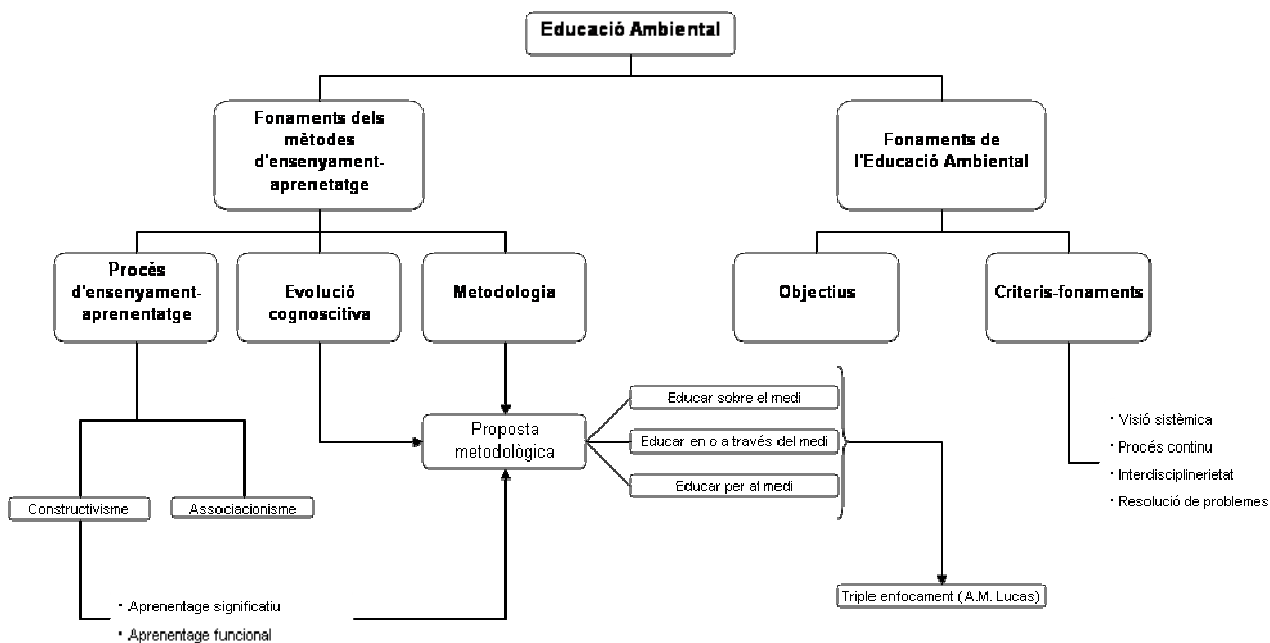 Educació Ambiental
Fonaments dels
mètodes
d'ensenyament-
aprenetatge
Fonaments de
l'Educació Ambiental
Procès
d'ensenyament-
aprenentatge
Evolució
cognoscitiva
Metodologia
Objectius
Criteris-fonaments
Proposta
metodològica
Educar sobre el medi
Educar en o a través del medi
Educar per al medi
· Visió sistèmica
· Procés continu
· Interdisciplinerietat
· Resolució de problemes
Constructivisme
Associacionisme
Triple enfocament (A.M. Lucas)
· Aprenentage significatiu
· Aprenentage funcional